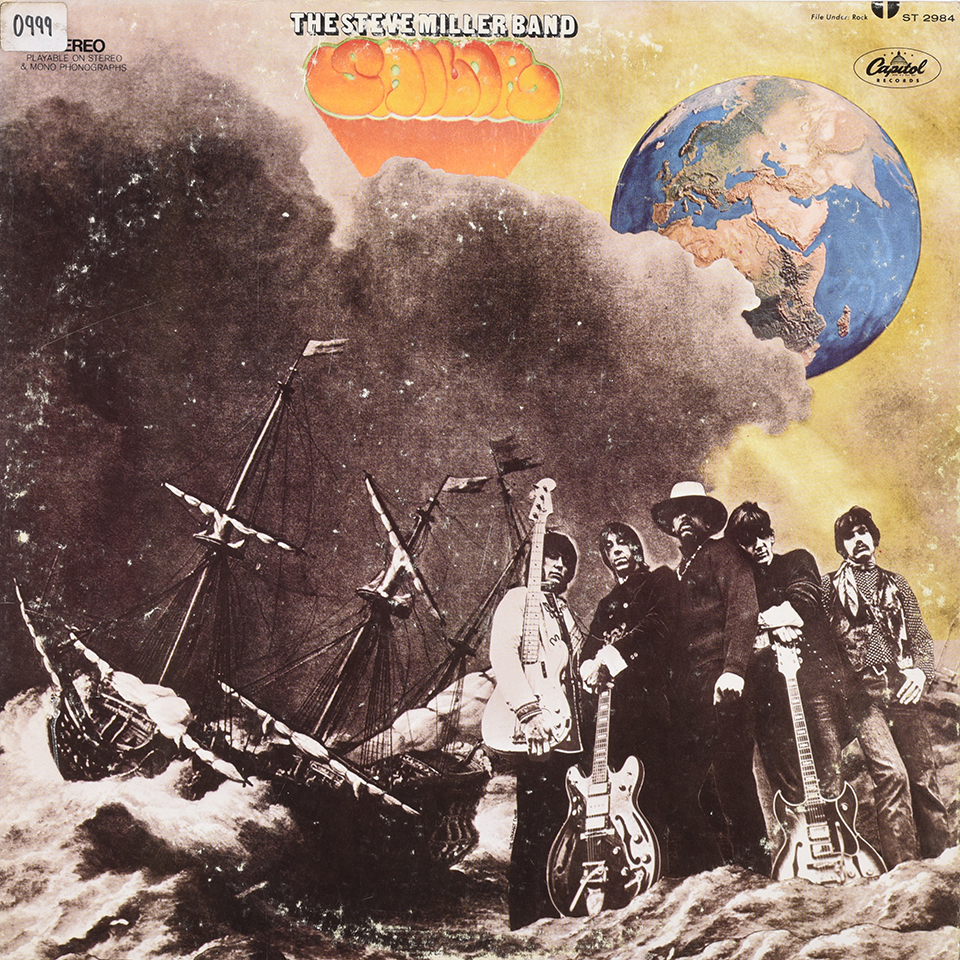 0999
THE STEVE MILLER BAND
SAILOR
File Under: Rock
ST 2984
EREO
PLAYABLE ON STEREO
& MONO PHONOGRAPHS
Capitol
RECORDS